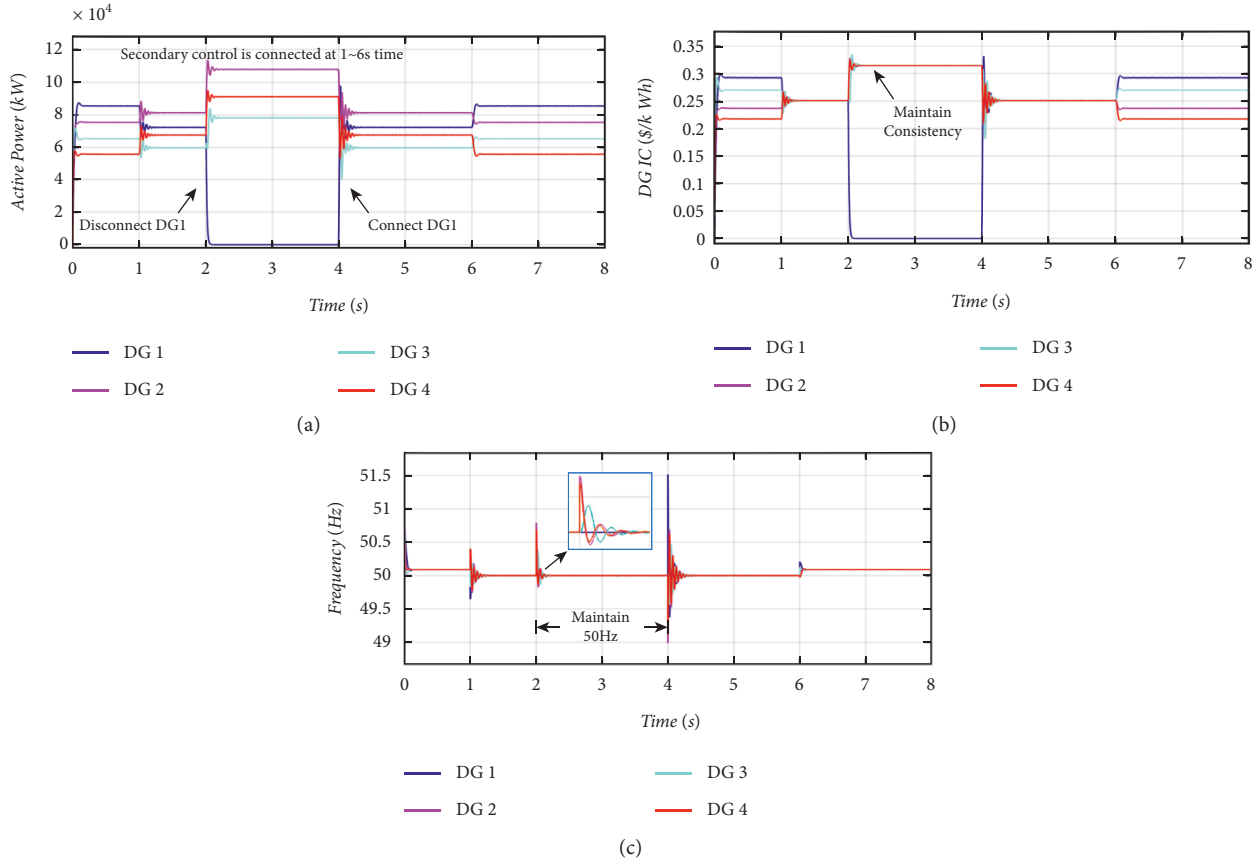 × 10⁴
12
10
8
6
4
2
0
Active Power (kW)
Secondary control is connected at 1~6s time
Disconnect DG1
Connect DG1
0 1 2 3 4 5 6 7 8
Time (s)
DG 1
DG 2
DG 3
DG 4
(a)
0.35
0.3
0.25
0.2
0.15
0.1
0.05
0
DG IC ($/k Wh)
Maintain
Consistency
0 1 2 3 4 5 6 7 8
Time (s)
DG 1
DG 2
DG 3
DG 4
(b)
51.5
51
50.5
50
49.5
49
Frequency (Hz)
Maintain
50Hz
0 1 2 3 4 5 6 7 8
Time (s)
DG 1
DG 2
DG 3
DG 4
(c)